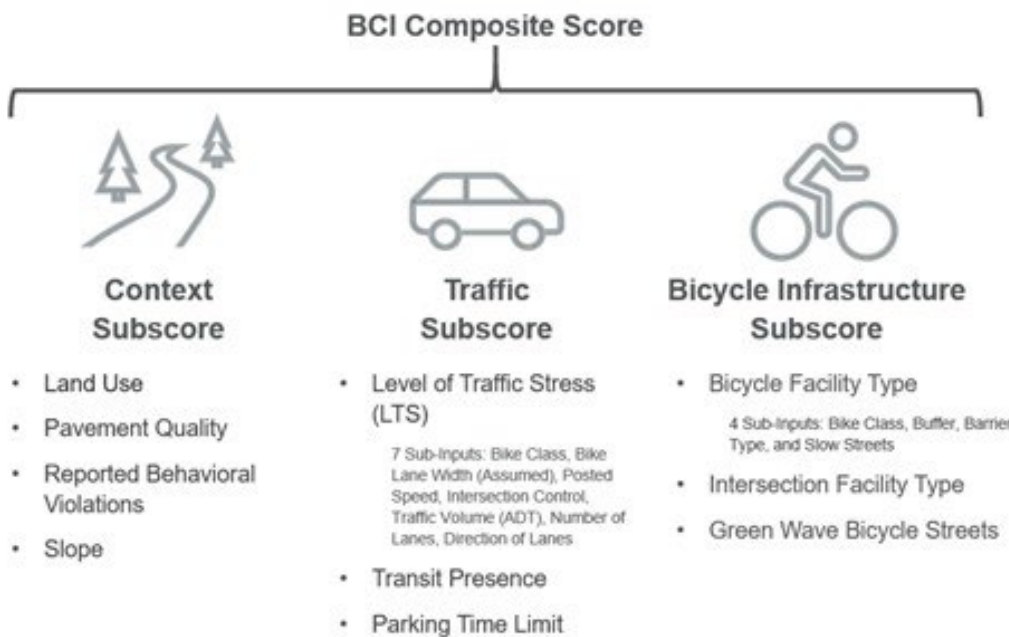 BCI Composite Score
Context
Subscore
• Land Use
• Pavement Quality
• Reported Behavioral
Violations
• Slope
Traffic
Subscore
• Level of Traffic Stress
(LTS)
7 Sub-Inputs: Bike Class, Bike
Lane Width (Assumed), Posted
Speed, Intersection Control,
Traffic Volume (ADT), Number of
Lanes, Direction of Lanes
• Transit Presence
• Parking Time Limit
Bicycle Infrastructure
Subscore
• Bicycle Facility Type
4 Sub-Inputs: Bike Class, Buffer, Barrier
Type, and Slow Streets
• Intersection Facility Type
• Green Wave Bicycle Streets